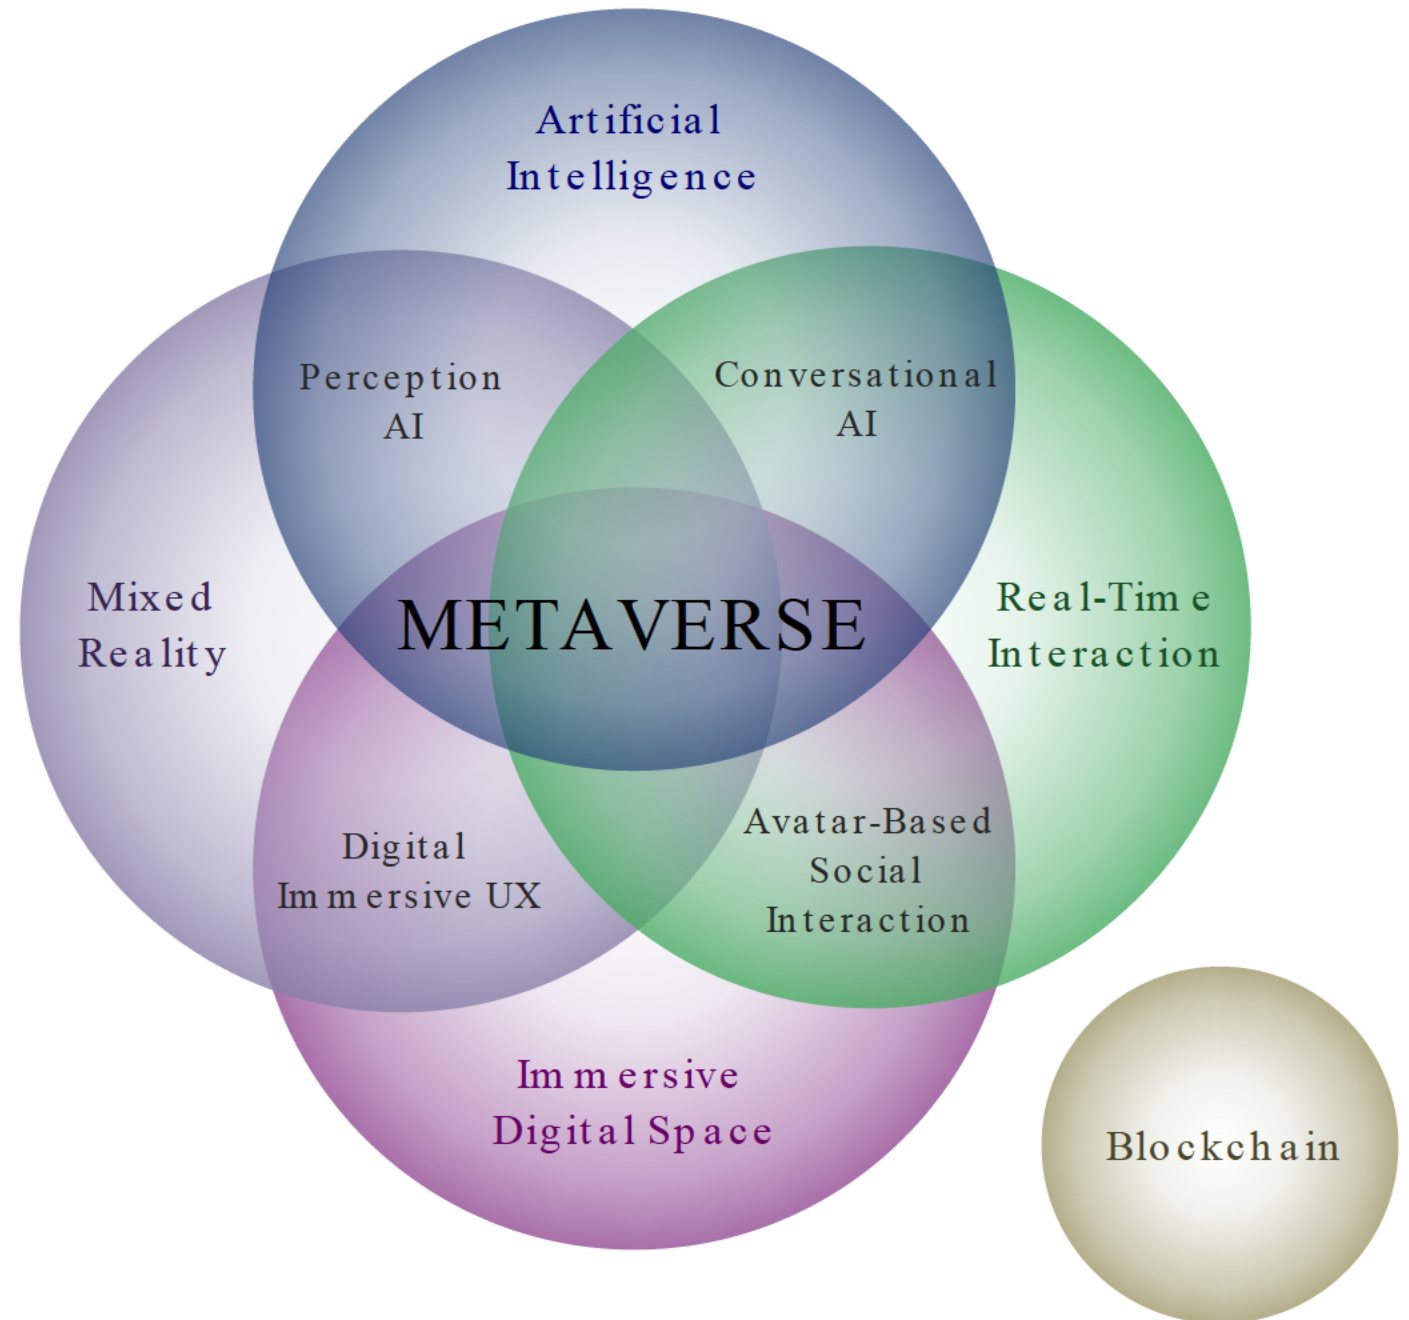 Artificial
Intelligence
Perception
AI
Conversational
AI
Mixed
Reality
METAVERSE
Real-Time
Interaction
Digital
Immersive UX
Avatar-Based
Social
Interaction
Immersive
Digital Space
Blockchain